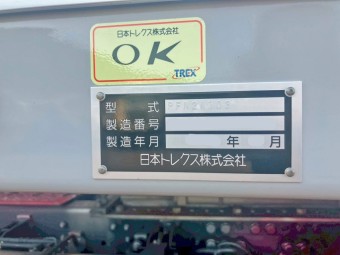 日本トレクス株式会社
OK
TREX
型 式
製造番号
製造年月 年 月
日本トレクス株式会社